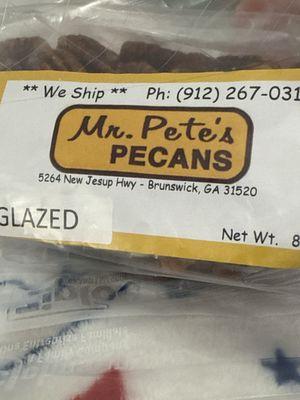 ** We Ship **   Ph: (912) 267-031
Mr. Pete's
PECANS
5264 New Jesup Hwy - Brunswick, GA 31520
GLAZED
Net Wt. 8